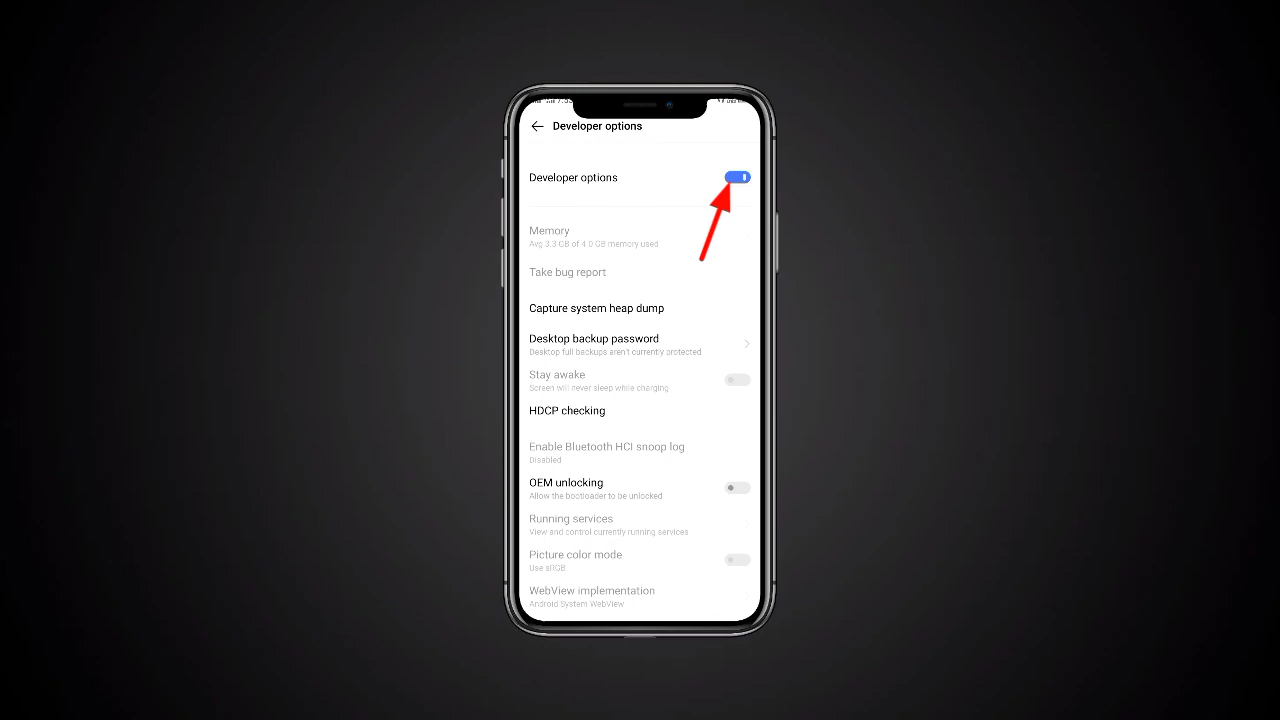 Developer options
Developer options
Memory
Avg 3.3 GB of 4.0 GB memory used
Take bug report
Capture system heap dump
Desktop backup password
Desktop full backups aren't currently protected
Stay awake
Screen will never sleep while charging
HDCP checking
Enable Bluetooth HCI snoop log
Disabled
OEM unlocking
Allow the bootloader to be unlocked
Running services
View and control currently running services
Picture color mode
Use sRGB
WebView implementation
Android System WebView